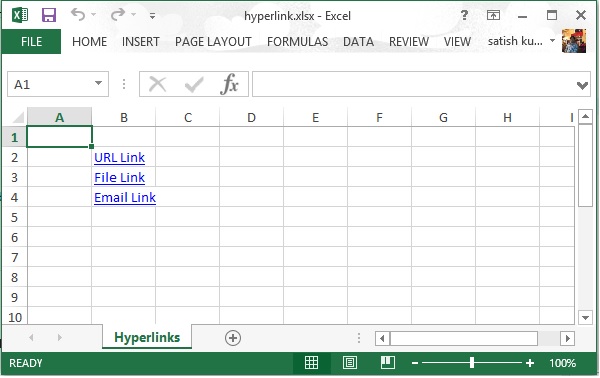 hyperlink.xlsx - Excel
FILE HOME INSERT PAGE LAYOUT FORMULAS DATA REVIEW VIEW satish ku...
A1 fx
A B C D E F G H I
1
2 URL Link
3 File Link
4 Email Link
5
6
7
8
9
10
Hyperlinks
READY 100%